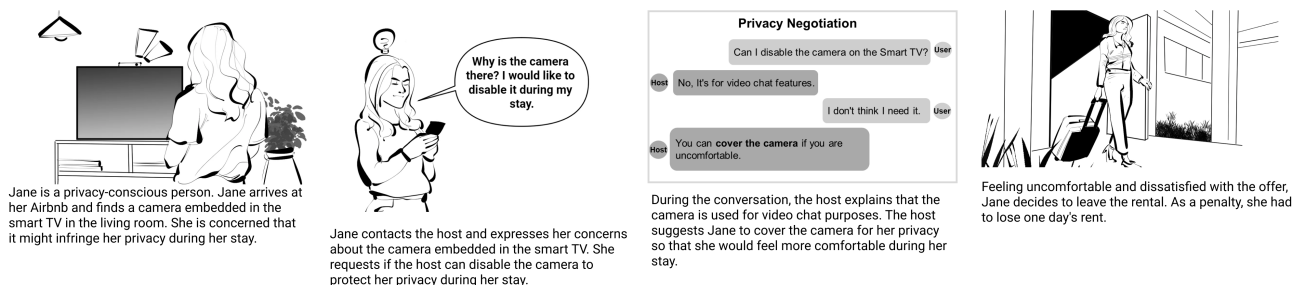 Jane is a privacy-conscious person. Jane arrives at
her Airbnb and finds a camera embedded in the
smart TV in the living room. She is concerned that
it might infringe her privacy during her stay.
Why is the camera
there? I would like to
disable it during my
stay.
Jane contacts the host and expresses her concerns
about the camera embedded in the smart TV. She
requests if the host can disable the camera to
protect her privacy during her stay.
Privacy Negotiation
Can I disable the camera on the Smart TV? User
Host No, It's for video chat features.
I don't think I need it. User
Host You can cover the camera if you are
uncomfortable.
During the conversation, the host explains that the
camera is used for video chat purposes. The host
suggests Jane to cover the camera for her privacy
so that she would feel more comfortable during her
stay.
Feeling uncomfortable and dissatisfied with the offer,
Jane decides to leave the rental. As a penalty, she had
to lose one day's rent.